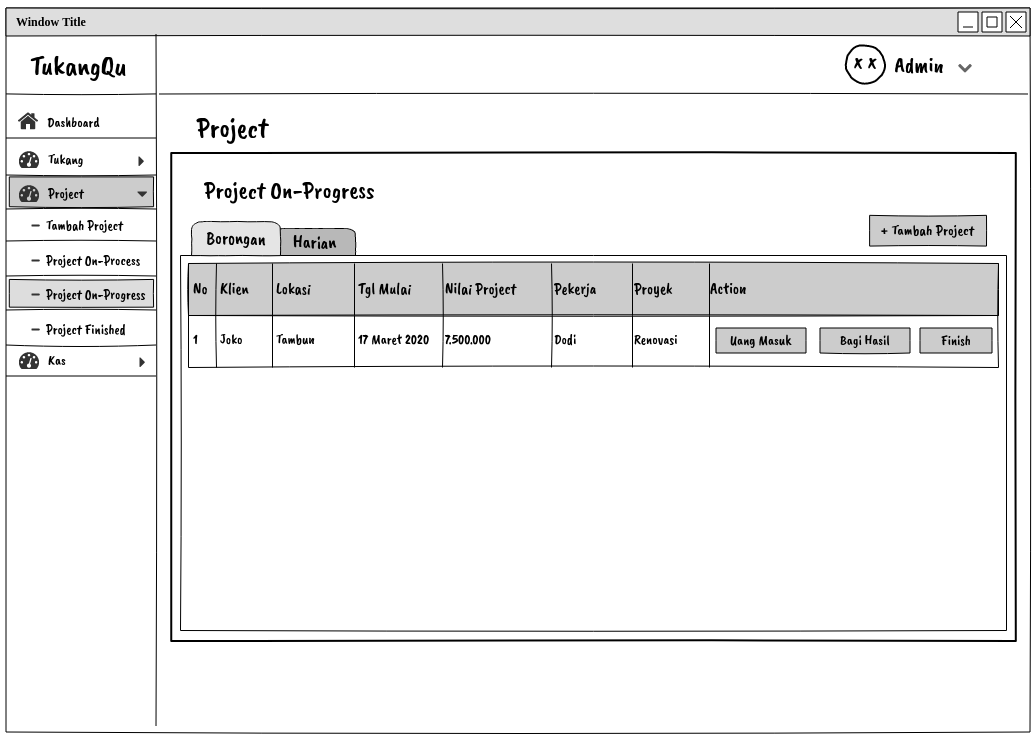 Window Title
TukangQu
Admin
Dashboard
Tukang
Project
Tambah Project
Project On-Process
Project On-Progress
Project Finished
Kas
Project
Project On-Progress
+ Tambah Project
Borongan Harian
No Klien Lokasi Tgl Mulai Nilai Project Pekerja Proyek Action
1 Joko Tambun 17 Maret 2020 7.500.000 Dodi Renovasi Uang Masuk Bagi Hasil Finish